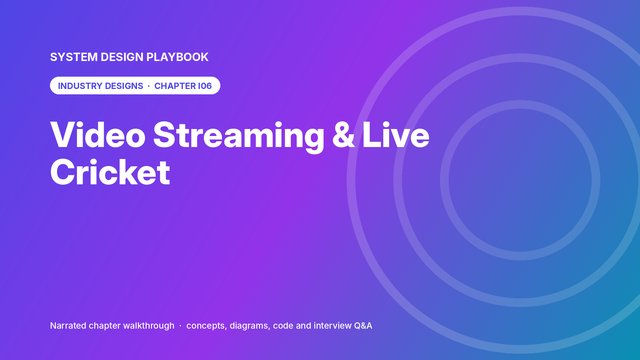 SYSTEM DESIGN PLAYBOOK
INDUSTRY DESIGNS · CHAPTER I06
Video Streaming & Live
Cricket
Narrated chapter walkthrough · concepts, diagrams, code and interview Q&A